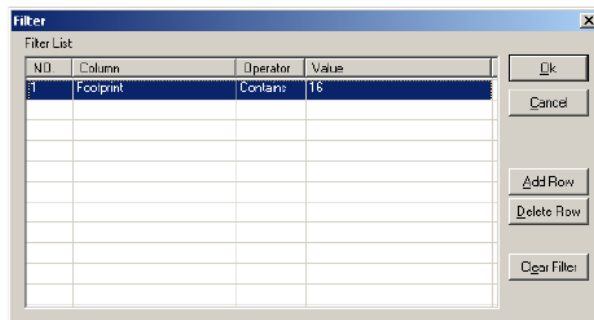 Filter
Filter List:
NO. Column Operator Value
1 Footprint Contains 16
Ok
Cancel
Add Row
Delete Row
Clear Filter